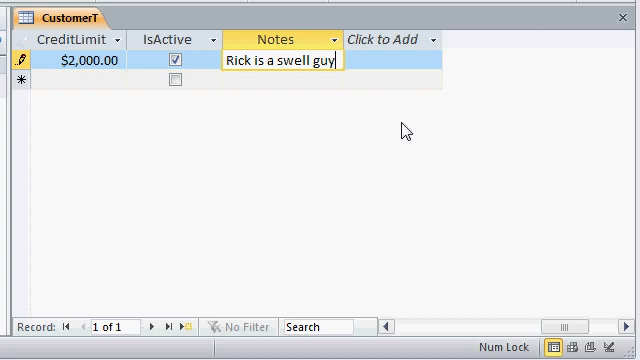 CustomerT
CreditLimit IsActive Notes Click to Add
$2,000.00 Rick is a swell guy
Record: 1 of 1 No Filter Search
Num Lock